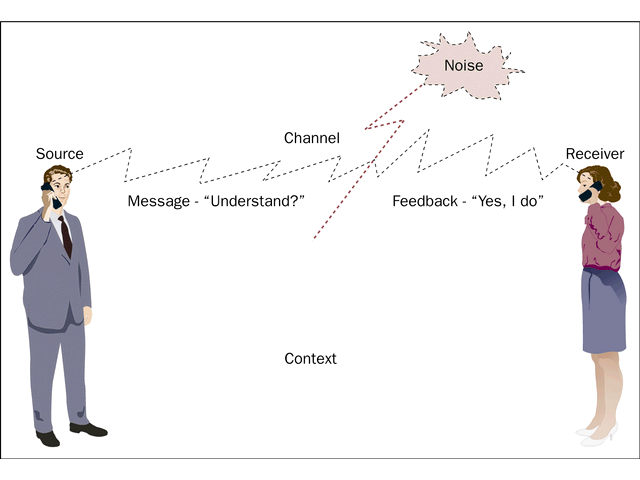 Noise
Channel
Source
Receiver
Message - “Understand?”
Feedback - “Yes, I do”
Context